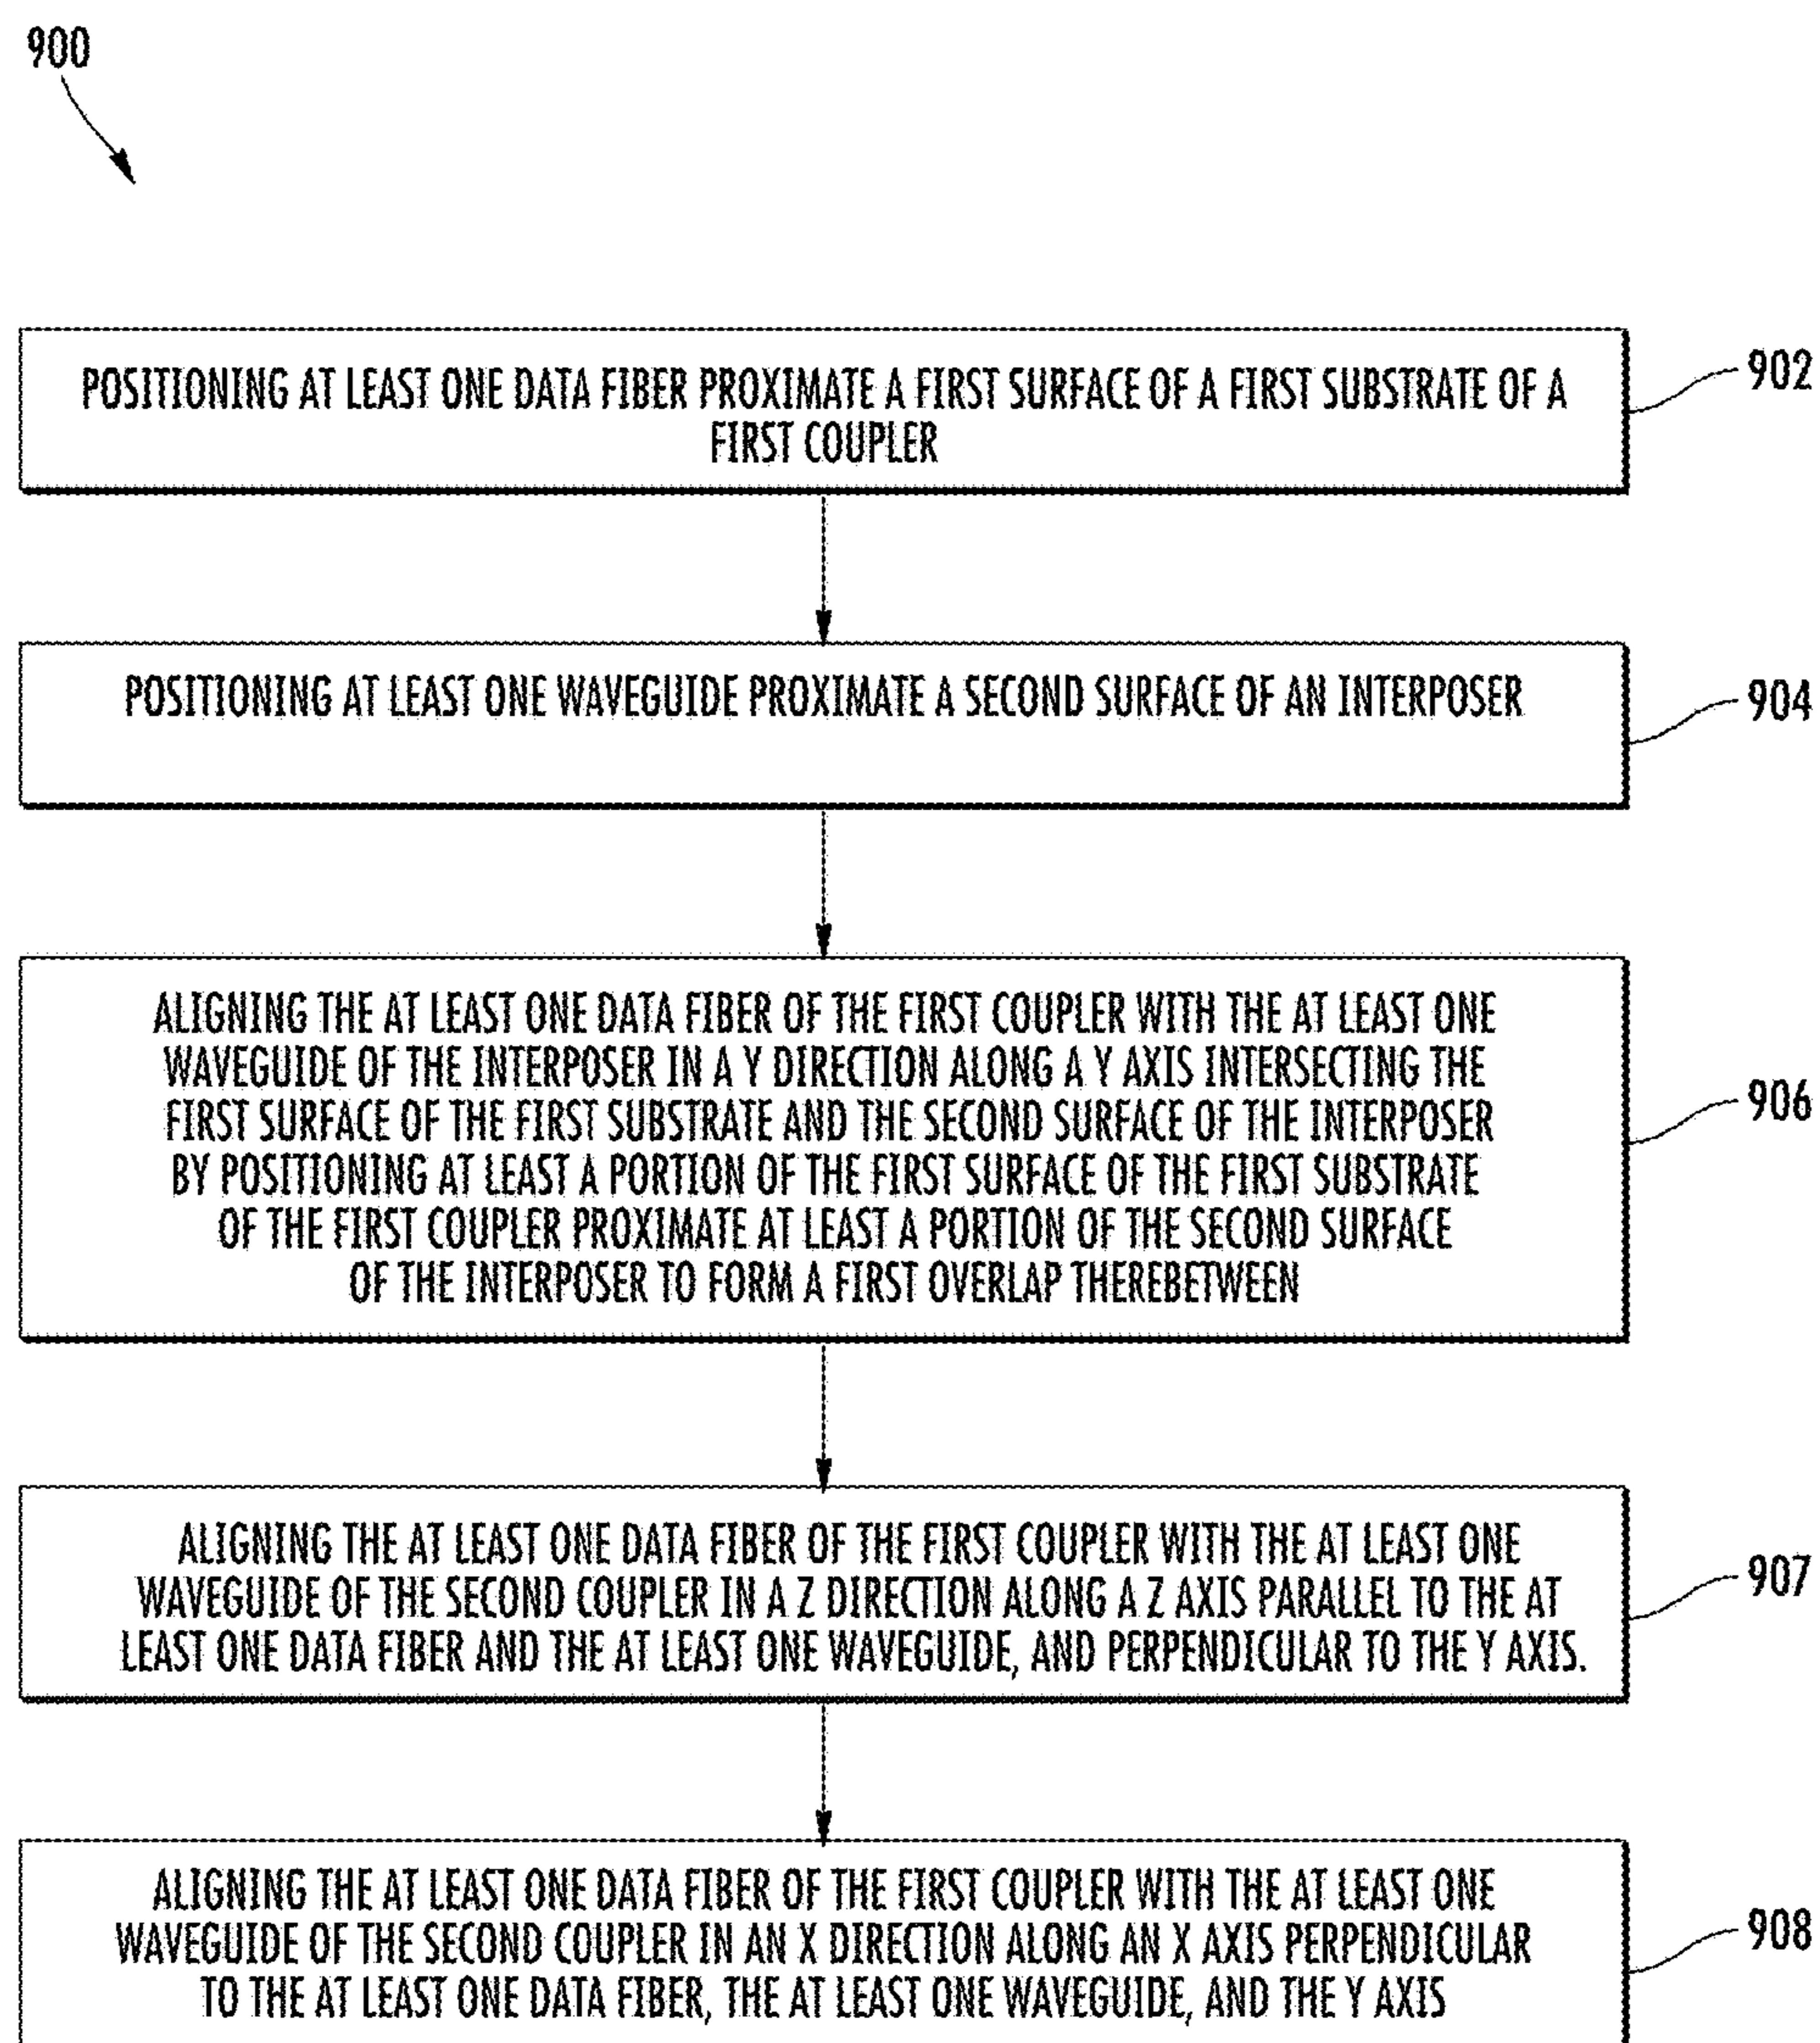 900
POSITIONING AT LEAST ONE DATA FIBER PROXIMATE A FIRST SURFACE OF A FIRST SUBSTRATE OF A
FIRST COUPLER
902
POSITIONING AT LEAST ONE WAVEGUIDE PROXIMATE A SECOND SURFACE OF AN INTERPOSER
904
ALIGNING THE AT LEAST ONE DATA FIBER OF THE FIRST COUPLER WITH THE AT LEAST ONE
WAVEGUIDE OF THE INTERPOSER IN A Y DIRECTION ALONG A Y AXIS INTERSECTING THE
FIRST SURFACE OF THE FIRST SUBSTRATE AND THE SECOND SURFACE OF THE INTERPOSER
BY POSITIONING AT LEAST A PORTION OF THE FIRST SURFACE OF THE FIRST SUBSTRATE
OF THE FIRST COUPLER PROXIMATE AT LEAST A PORTION OF THE SECOND SURFACE
OF THE INTERPOSER TO FORM A FIRST OVERLAP THEREBETWEEN
906
ALIGNING THE AT LEAST ONE DATA FIBER OF THE FIRST COUPLER WITH THE AT LEAST ONE
WAVEGUIDE OF THE SECOND COUPLER IN A Z DIRECTION ALONG A Z AXIS PARALLEL TO THE AT
LEAST ONE DATA FIBER AND THE AT LEAST ONE WAVEGUIDE, AND PERPENDICULAR TO THE Y AXIS.
907
ALIGNING THE AT LEAST ONE DATA FIBER OF THE FIRST COUPLER WITH THE AT LEAST ONE
WAVEGUIDE OF THE SECOND COUPLER IN AN X DIRECTION ALONG AN X AXIS PERPENDICULAR
TO THE AT LEAST ONE DATA FIBER, THE AT LEAST ONE WAVEGUIDE, AND THE Y AXIS
908